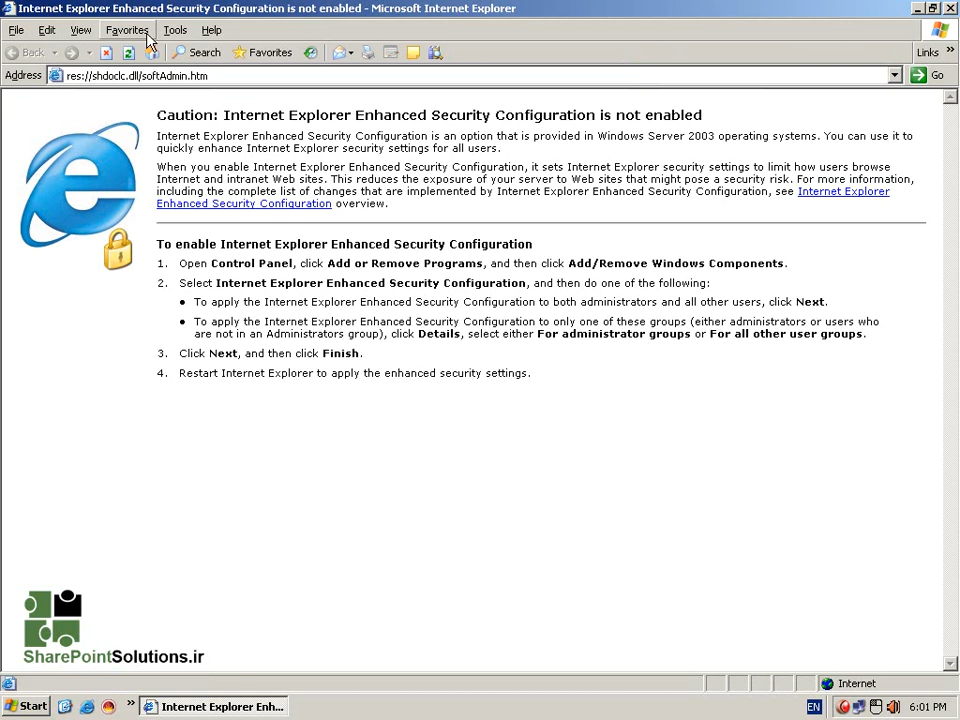 Internet Explorer Enhanced Security Configuration is not enabled - Microsoft Internet Explorer
File Edit View Favorites Tools Help
Back Search Favorites Links »
Address res://shdoclc.dll/softAdmin.htm Go
Caution: Internet Explorer Enhanced Security Configuration is not enabled
Internet Explorer Enhanced Security Configuration is an option that is provided in Windows Server 2003 operating systems. You can use it to
quickly enhance Internet Explorer security settings for all users.
When you enable Internet Explorer Enhanced Security Configuration, it sets Internet Explorer security settings to limit how users browse
Internet and intranet Web sites. This reduces the exposure of your server to Web sites that might pose a security risk. For more information,
including the complete list of changes that are implemented by Internet Explorer Enhanced Security Configuration, see Internet Explorer
Enhanced Security Configuration overview.
To enable Internet Explorer Enhanced Security Configuration
1. Open Control Panel, click Add or Remove Programs, and then click Add/Remove Windows Components.
2. Select Internet Explorer Enhanced Security Configuration, and then do one of the following:
• To apply the Internet Explorer Enhanced Security Configuration to both administrators and all other users, click Next.
• To apply the Internet Explorer Enhanced Security Configuration to only one of these groups (either administrators or users who
are not in an Administrators group), click Details, select either For administrator groups or For all other user groups.
3. Click Next, and then click Finish.
4. Restart Internet Explorer to apply the enhanced security settings.
SharePointSolutions.ir
Internet
Start » Internet Explorer Enh... EN 6:01 PM